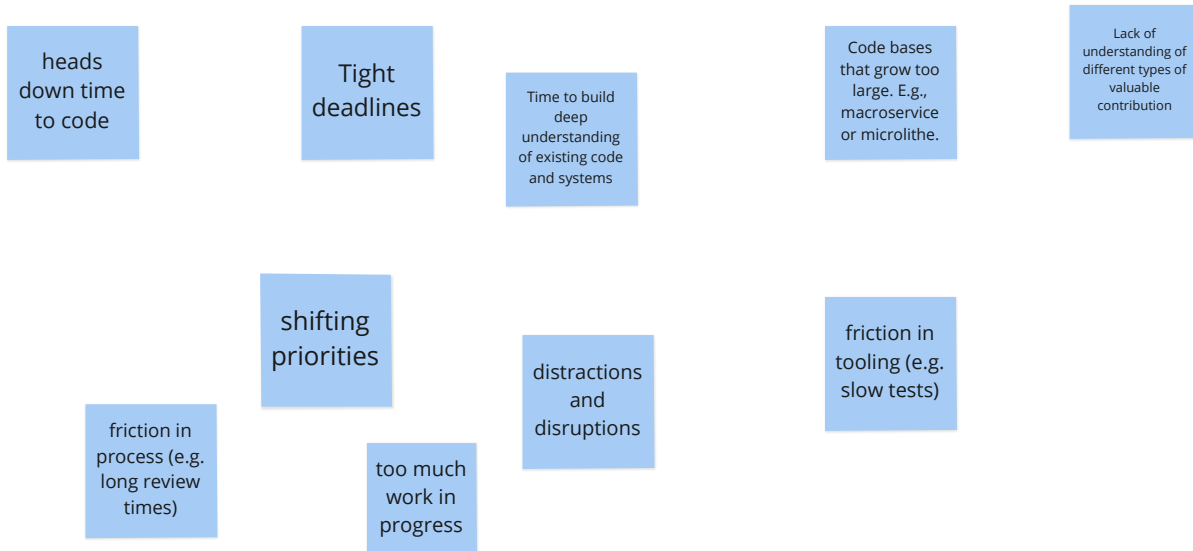 heads
down time
to code
Tight
deadlines
Time to build
deep
understanding
of existing code
and systems
Code bases
that grow too
large. E.g.,
macroservice
or microlithe.
Lack of
understanding of
different types of
valuable
contribution
shifting
priorities
distractions
and
disruptions
friction in
tooling (e.g.
slow tests)
friction in
process (e.g.
long review
times)
too much
work in
progress